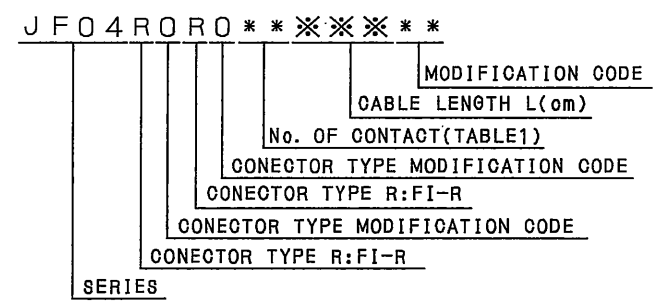 JF04R0R0**※※※**
MODIFICATION CODE
CABLE LENGTH L(cm)
No. OF CONTACT(TABLE1)
CONECTOR TYPE MODIFICATION CODE
CONECTOR TYPE R:FI-R
CONECTOR TYPE MODIFICATION CODE
CONECTOR TYPE R:FI-R
SERIES